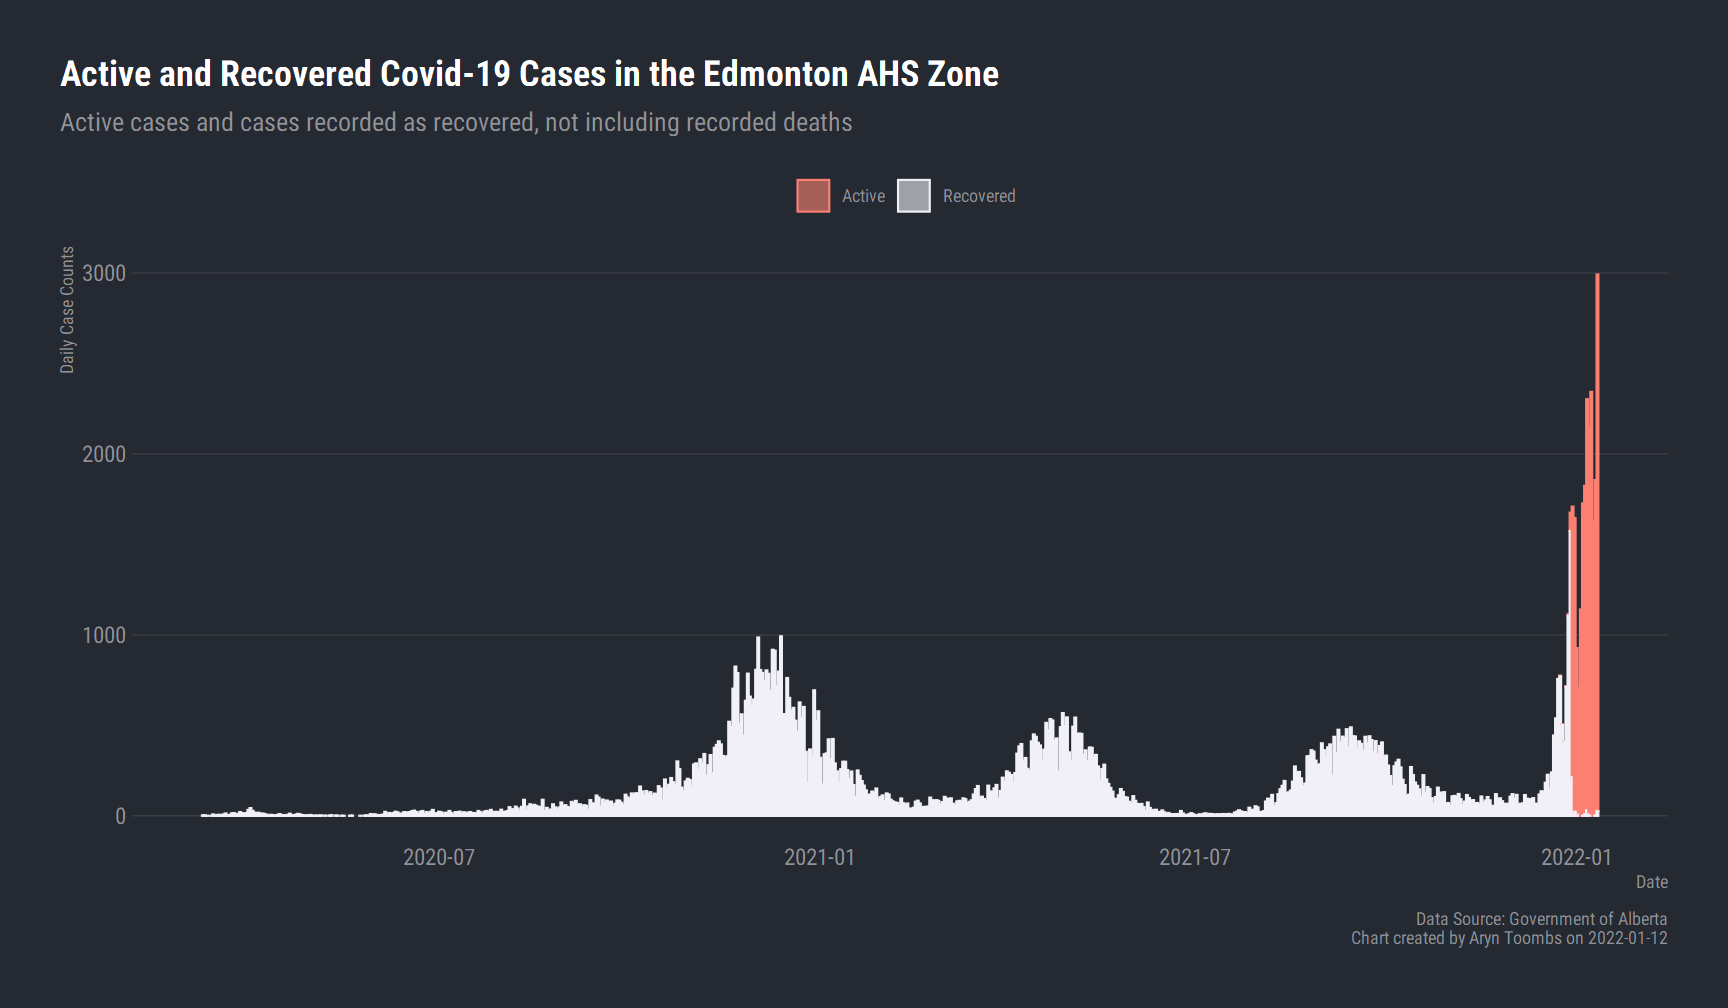 Active and Recovered Covid-19 Cases in the Edmonton AHS Zone
Active cases and cases recorded as recovered, not including recorded deaths
Active
Recovered
Daily Case Counts
3000
2000
1000
0
2020-07
2021-01
2021-07
2022-01
Date
Data Source: Government of Alberta
Chart created by Aryn Toombs on 2022-01-12